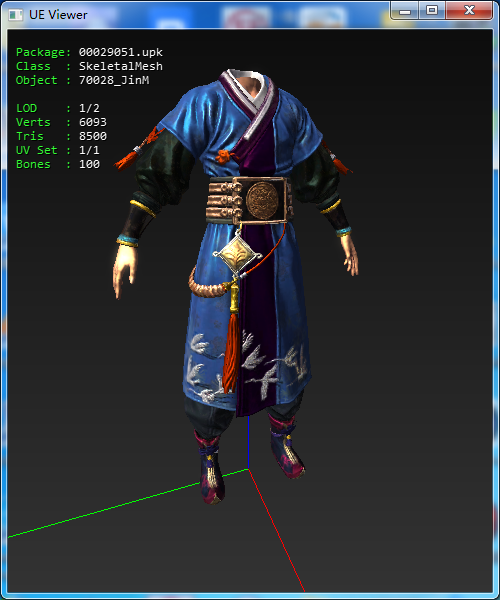 UE Viewer
Package: 00029051.upk
Class : SkeletalMesh
Object : 70028_JinM
LOD : 1/2
Verts : 6093
Tris : 8500
UV Set : 1/1
Bones : 100